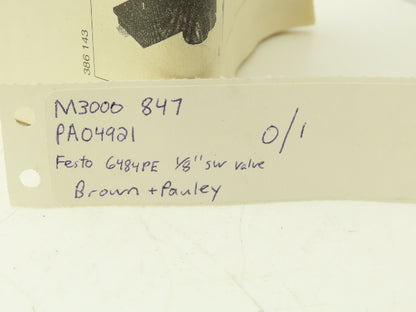 386 143
M3000 847
PA04921
0/1
Festo 6484PE 1/8" sw valve
Brown + Pauley